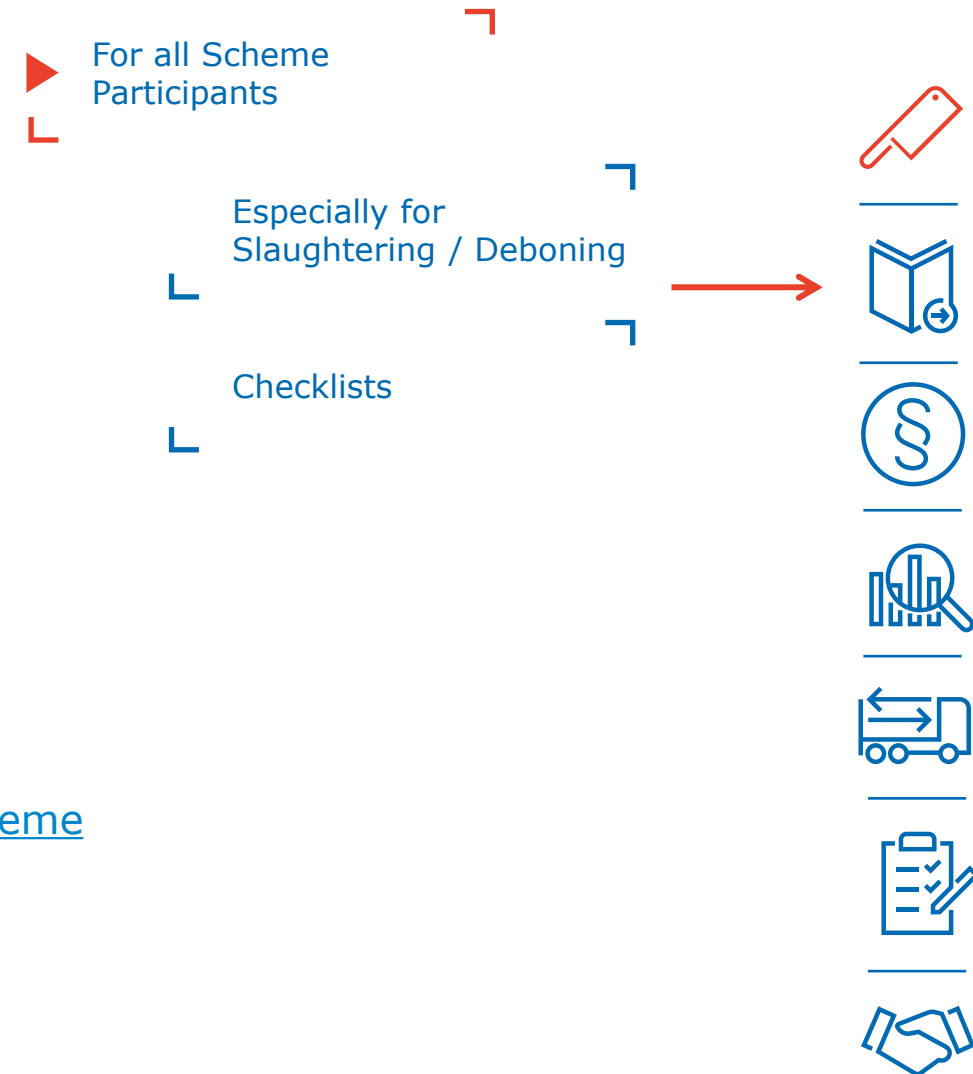 For all Scheme
Participants
Especially for
Slaughtering / Deboning
Checklists
§
eme